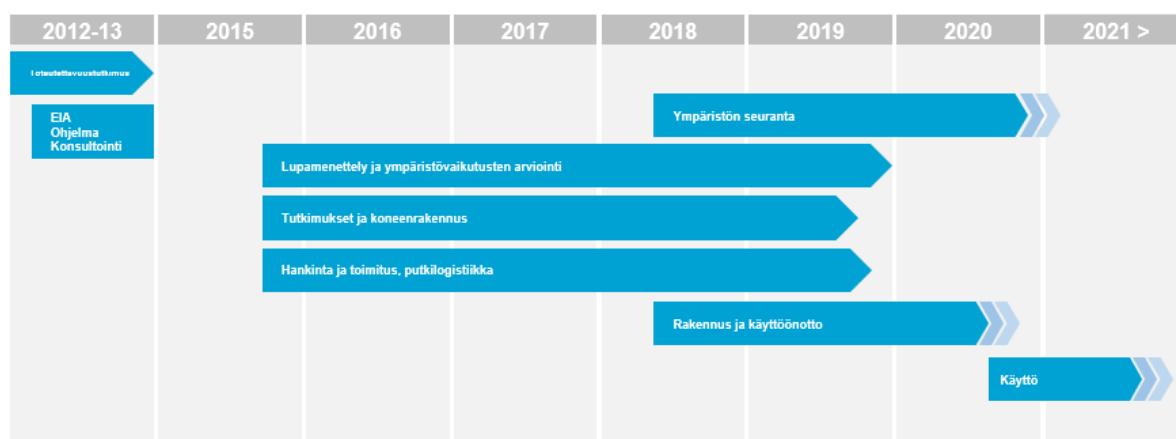 2012-13 2015 2016 2017 2018 2019 2020 2021 >
Toteutettavuustutkimus
EIA
Ohjelma
Konsultointi
Ympäristön seuranta
Lupamenettely ja ympäristövaikutusten arviointi
Tutkimukset ja koneenrakennus
Hankinta ja toimitus, putkilogistiikka
Rakennus ja käyttöönotto
Käyttö